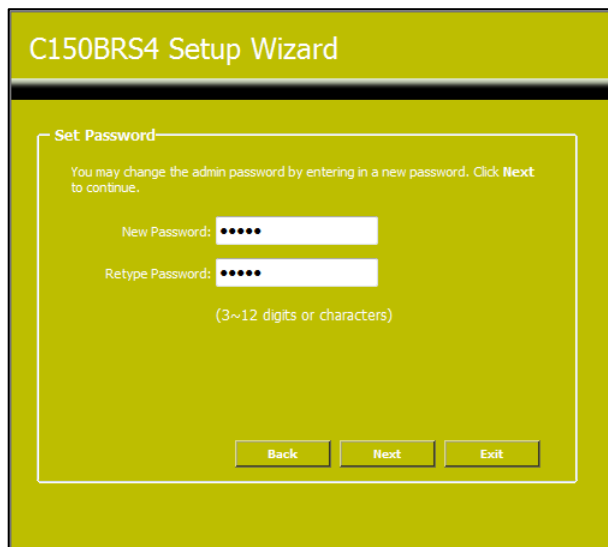 C150BRS4 Setup Wizard
Set Password
You may change the admin password by entering in a new password. Click Next
to continue.
New Password: •••••
Retype Password: •••••
(3~12 digits or characters)
Back Next Exit